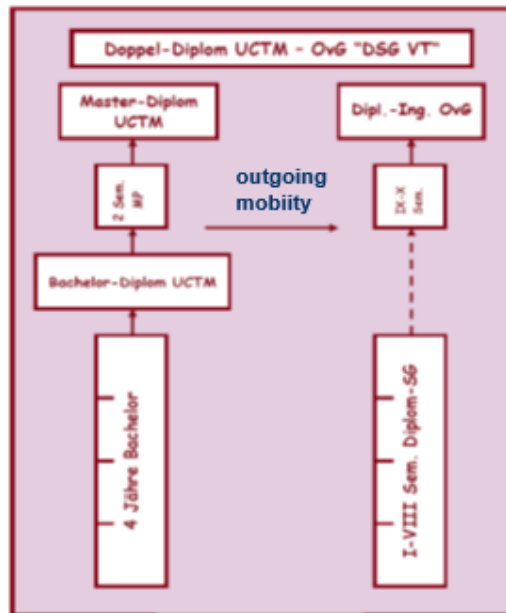 Doppel-Diplom UCTM - OvG "DSG VT"
Master-Diplom
UCTM
Dipl.-Ing. OvG
2 Sem.
MP
outgoing
mobiity
IX-X
Sem.
Bachelor-Diplom UCTM
4 Jähre Bachelor
I-VIII Sem. Diplom-SG